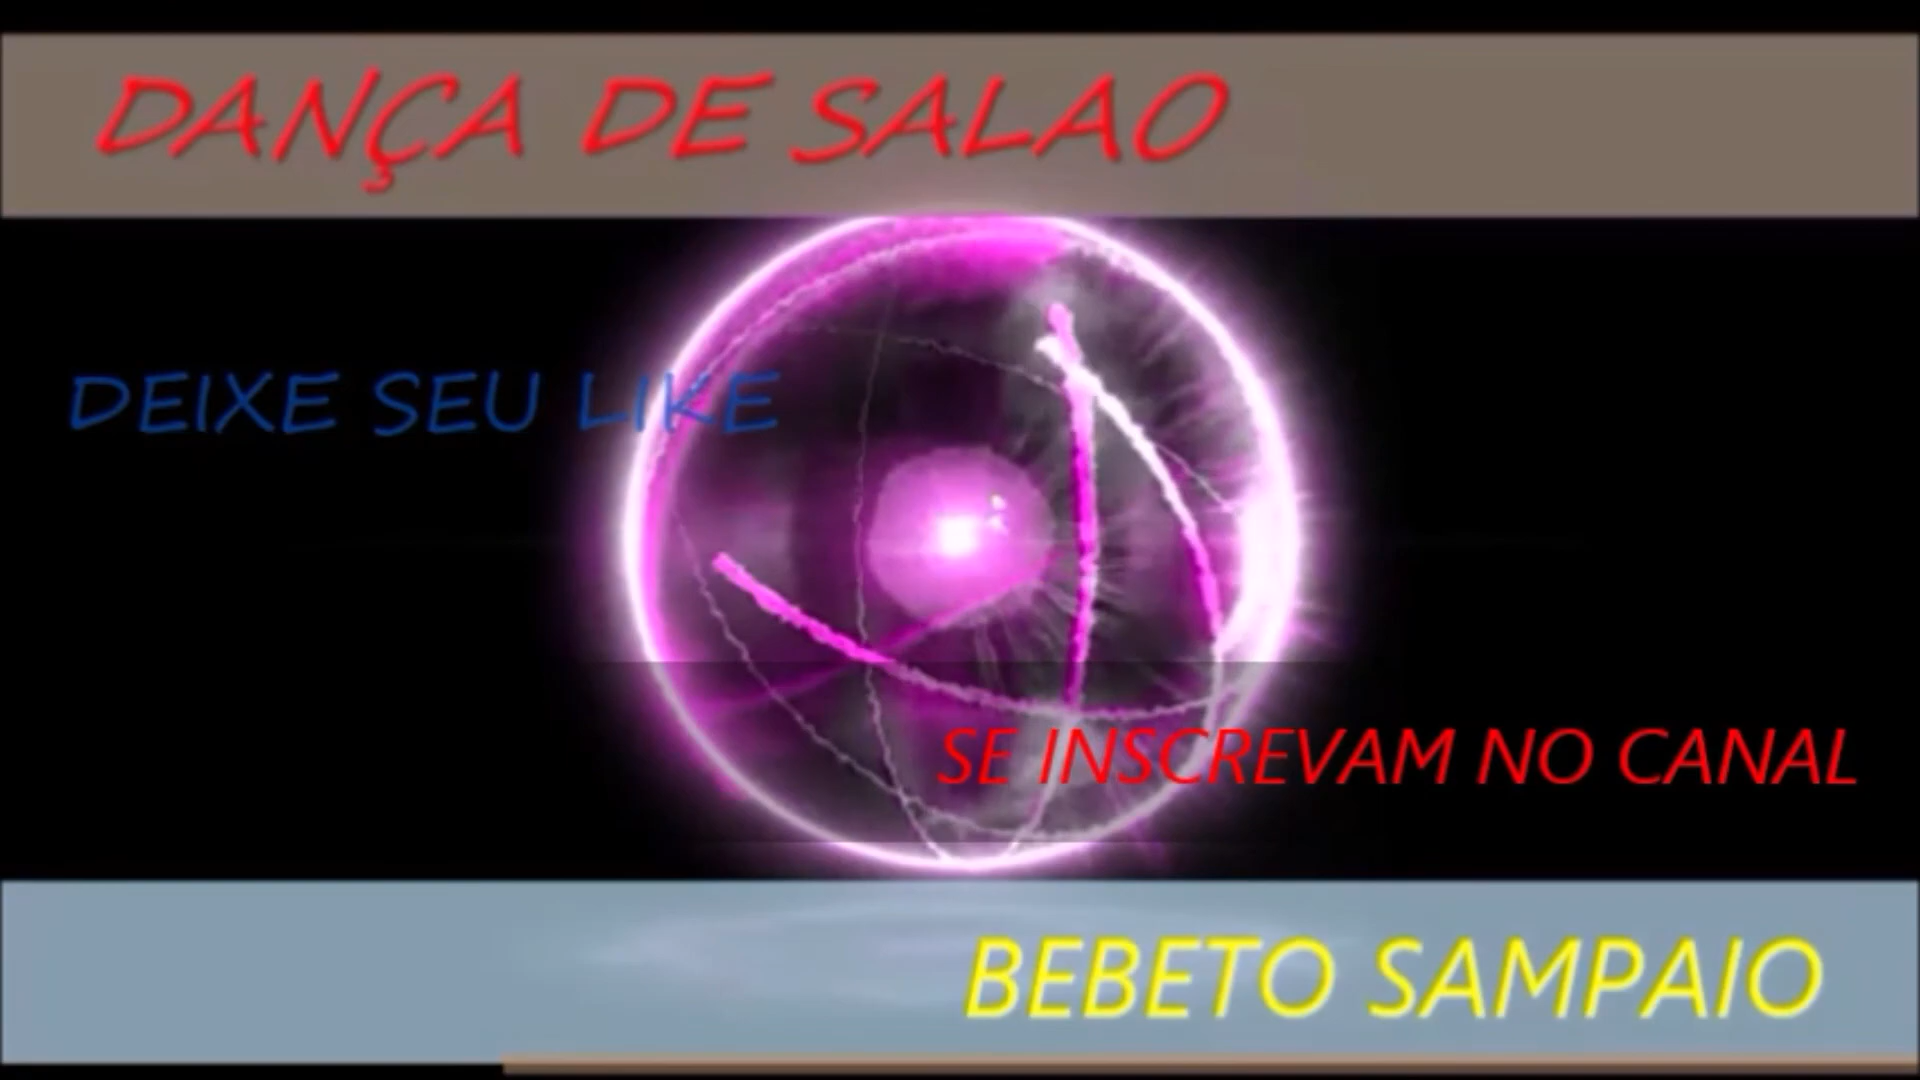 DANÇA DE SALAO
DEIXE SEU LIKE
SE INSCREVAM NO CANAL
BEBETO SAMPAIO